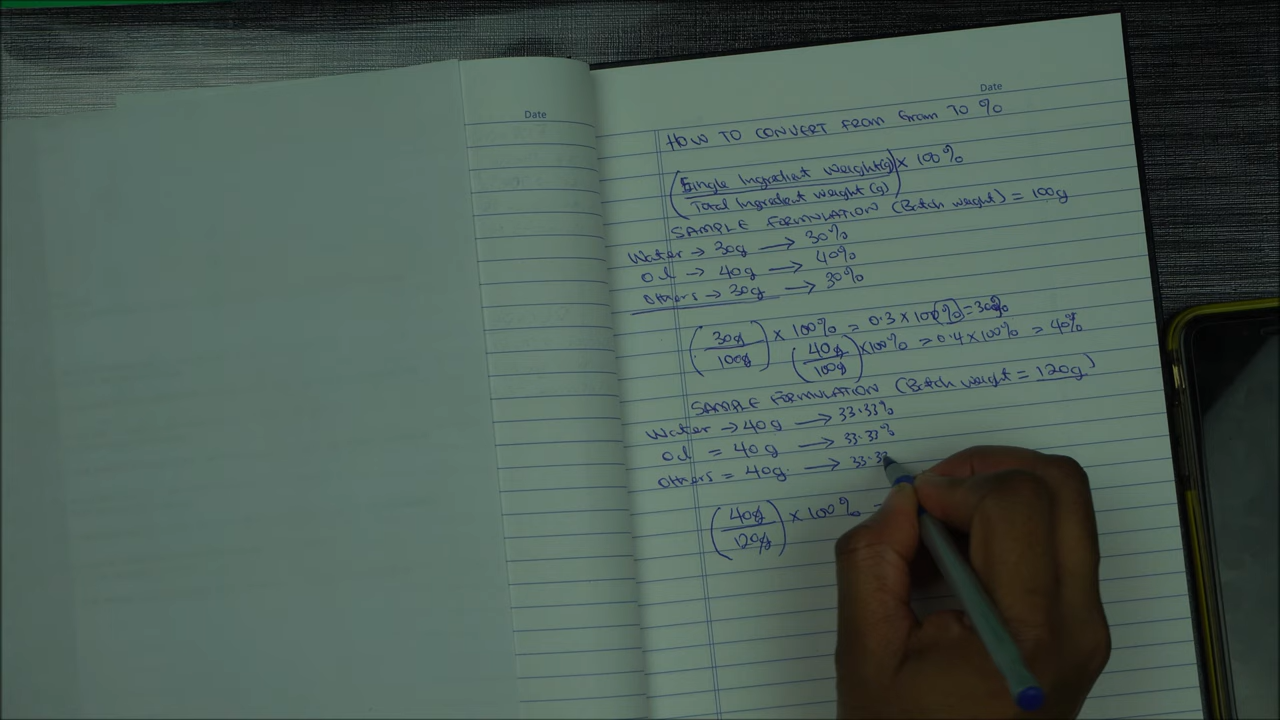 Date
Date
HOW TO CONVERT FROM Gram TO %
(Single Ingredient weight(g)/Total Ingredient weight (g)) × 100%
SAMPLE FORMULATION (Batch weight) = 100g
Water → 30g → 30%
Oil → 40g → 40%
Others → 30g → 30%
(30g/100g) × 100% = 0.3 × 100% = 30%
(40g/100g) × 100% = 0.4 × 100% = 40%
SAMPLE FORMULATION (Batch weight = 120g)
Water → 40g → 33.33%
Oil = 40g → 33.33%
Others = 40g → 33.33
(40g/120g) × 100% =